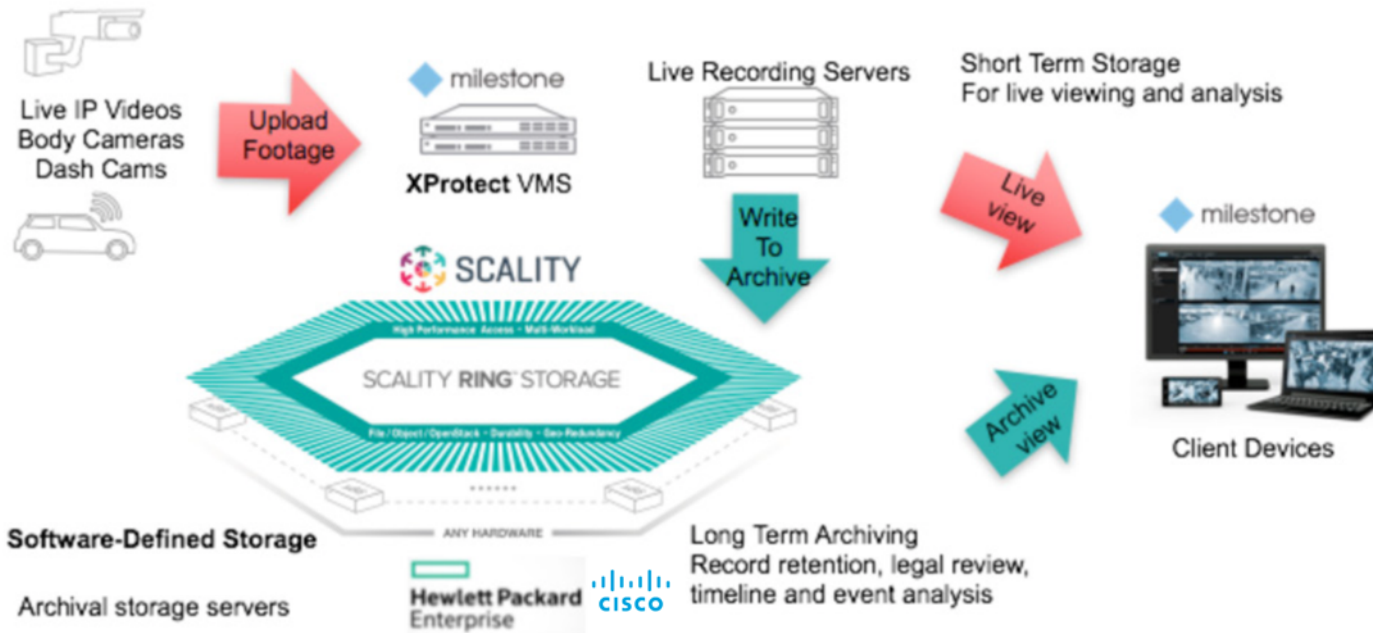 Live IP Videos
Body Cameras
Dash Cams
Upload
Footage
milestone
XProtect VMS
Live Recording Servers
Short Term Storage
For live viewing and analysis
Write
To
Archive
Live
view
milestone
SCALITY
High Performance Access • Multi-Workload
SCALITY RING™ STORAGE
File / Object / OpenStack • Durability • Geo-Redundancy
Archive
view
Client Devices
ANY HARDWARE
Software-Defined Storage
Archival storage servers
Hewlett Packard
Enterprise
CISCO
Long Term Archiving
Record retention, legal review,
timeline and event analysis